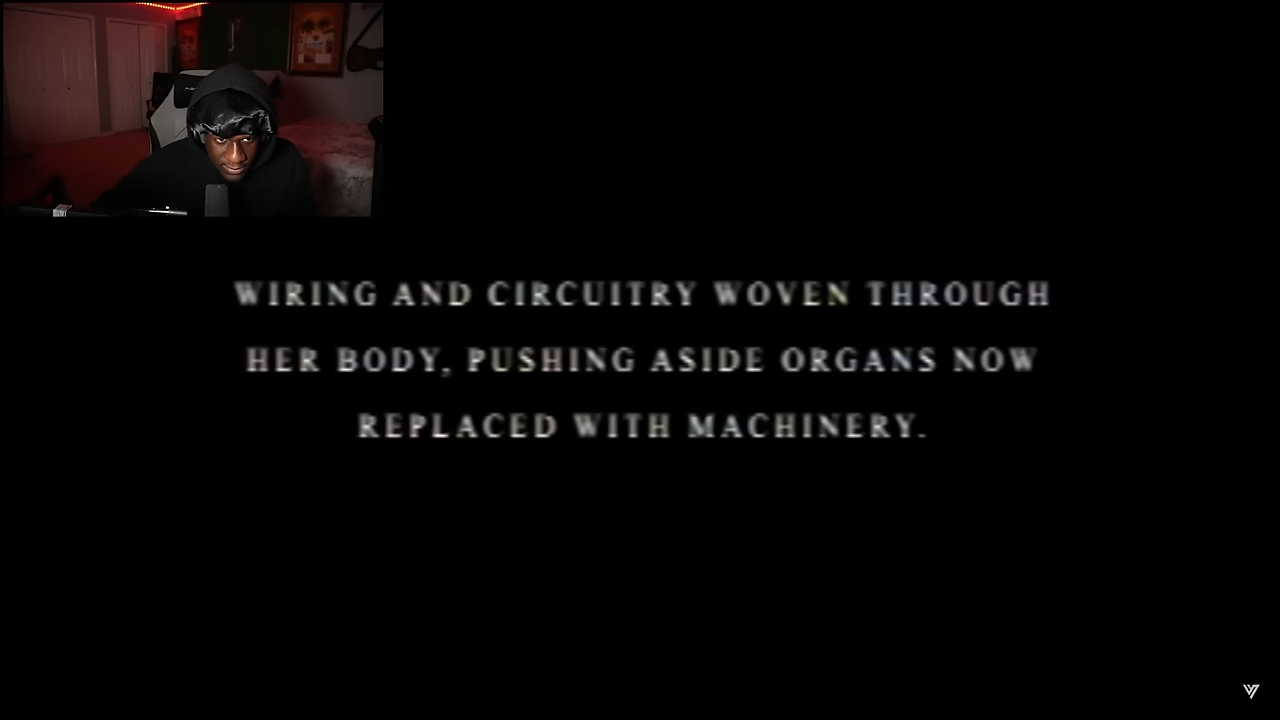 WIRING AND CIRCUITRY WOVEN THROUGH
HER BODY, PUSHING ASIDE ORGANS NOW
REPLACED WITH MACHINERY.